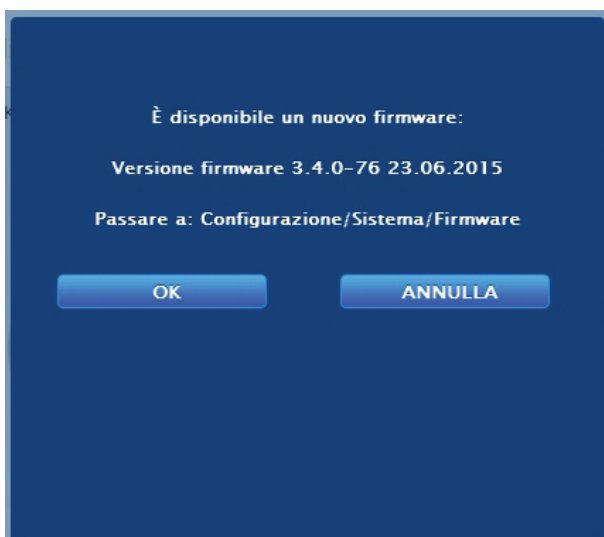 È disponibile un nuovo firmware:
Versione firmware 3.4.0-76 23.06.2015
Passare a: Configurazione/Sistema/Firmware
OK
ANNULLA